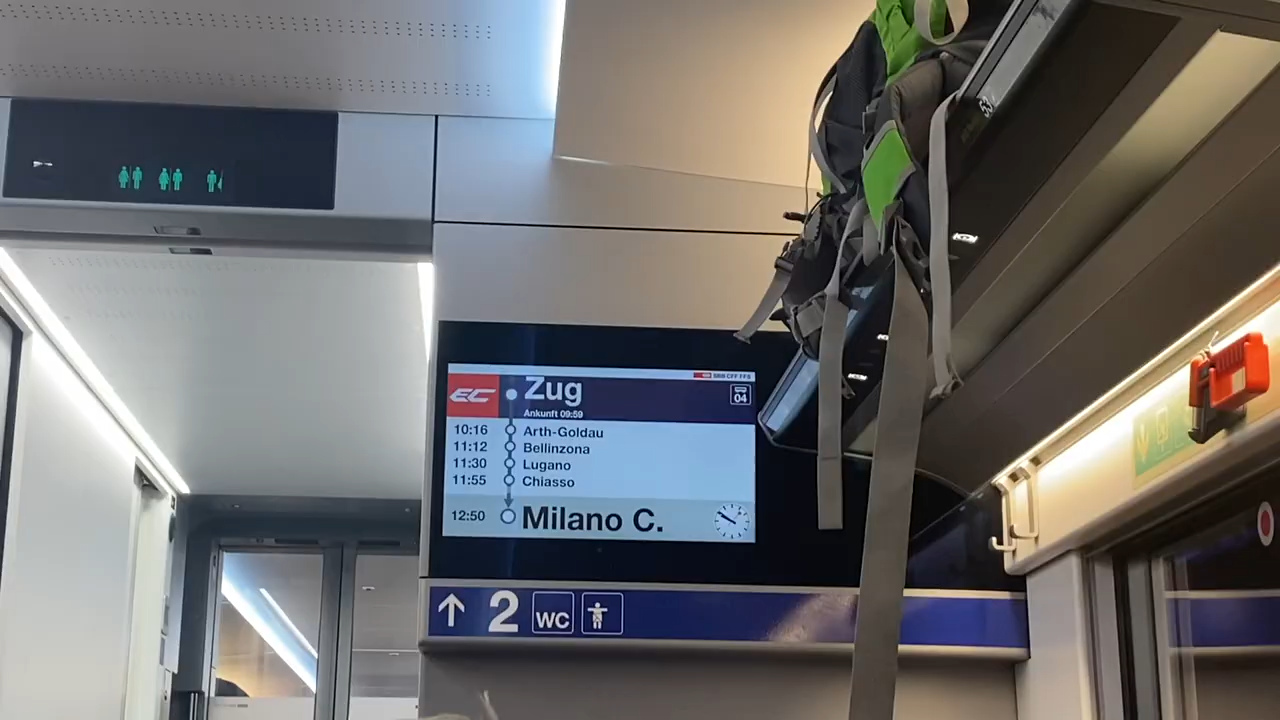 53
SBB CFF FFS
EC
Zug
04
Ankunft 09:59
10:16 Arth-Goldau
11:12 Bellinzona
11:30 Lugano
11:55 Chiasso
12:50 Milano C.
2 WC